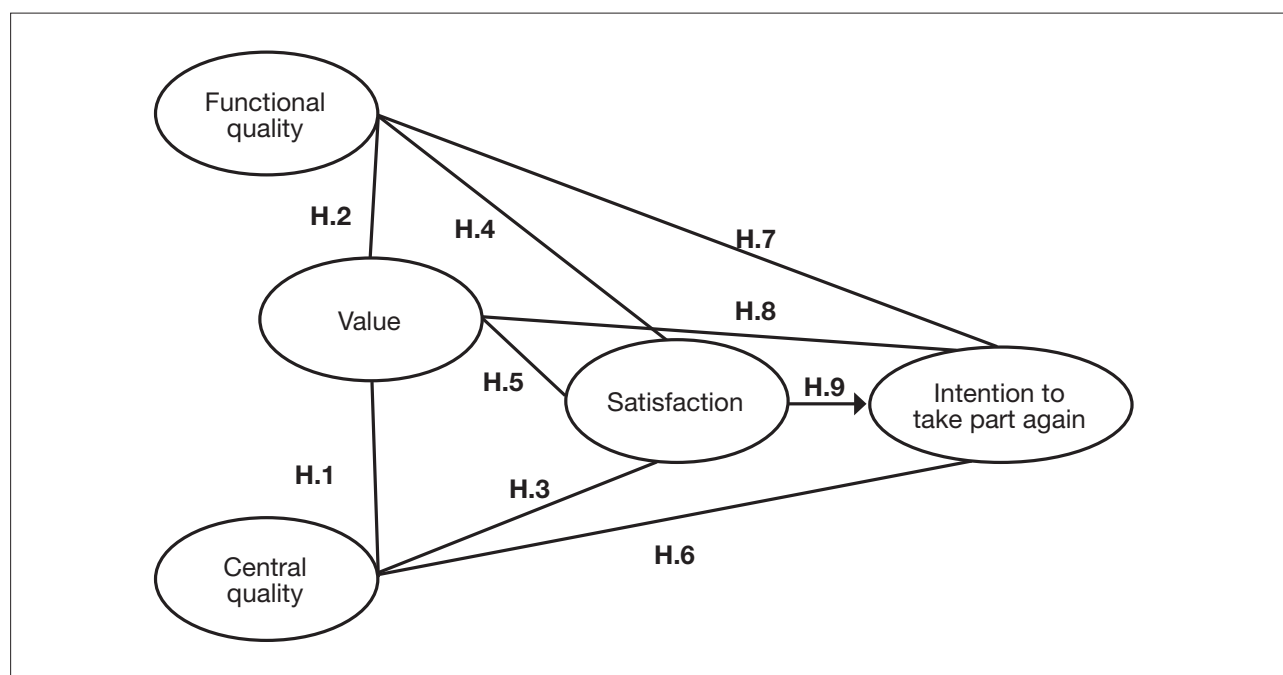 Functional
quality
H.2
H.4
H.7
Value
H.8
H.5
Satisfaction
H.9
Intention to
take part again
H.1
H.3
H.6
Central
quality